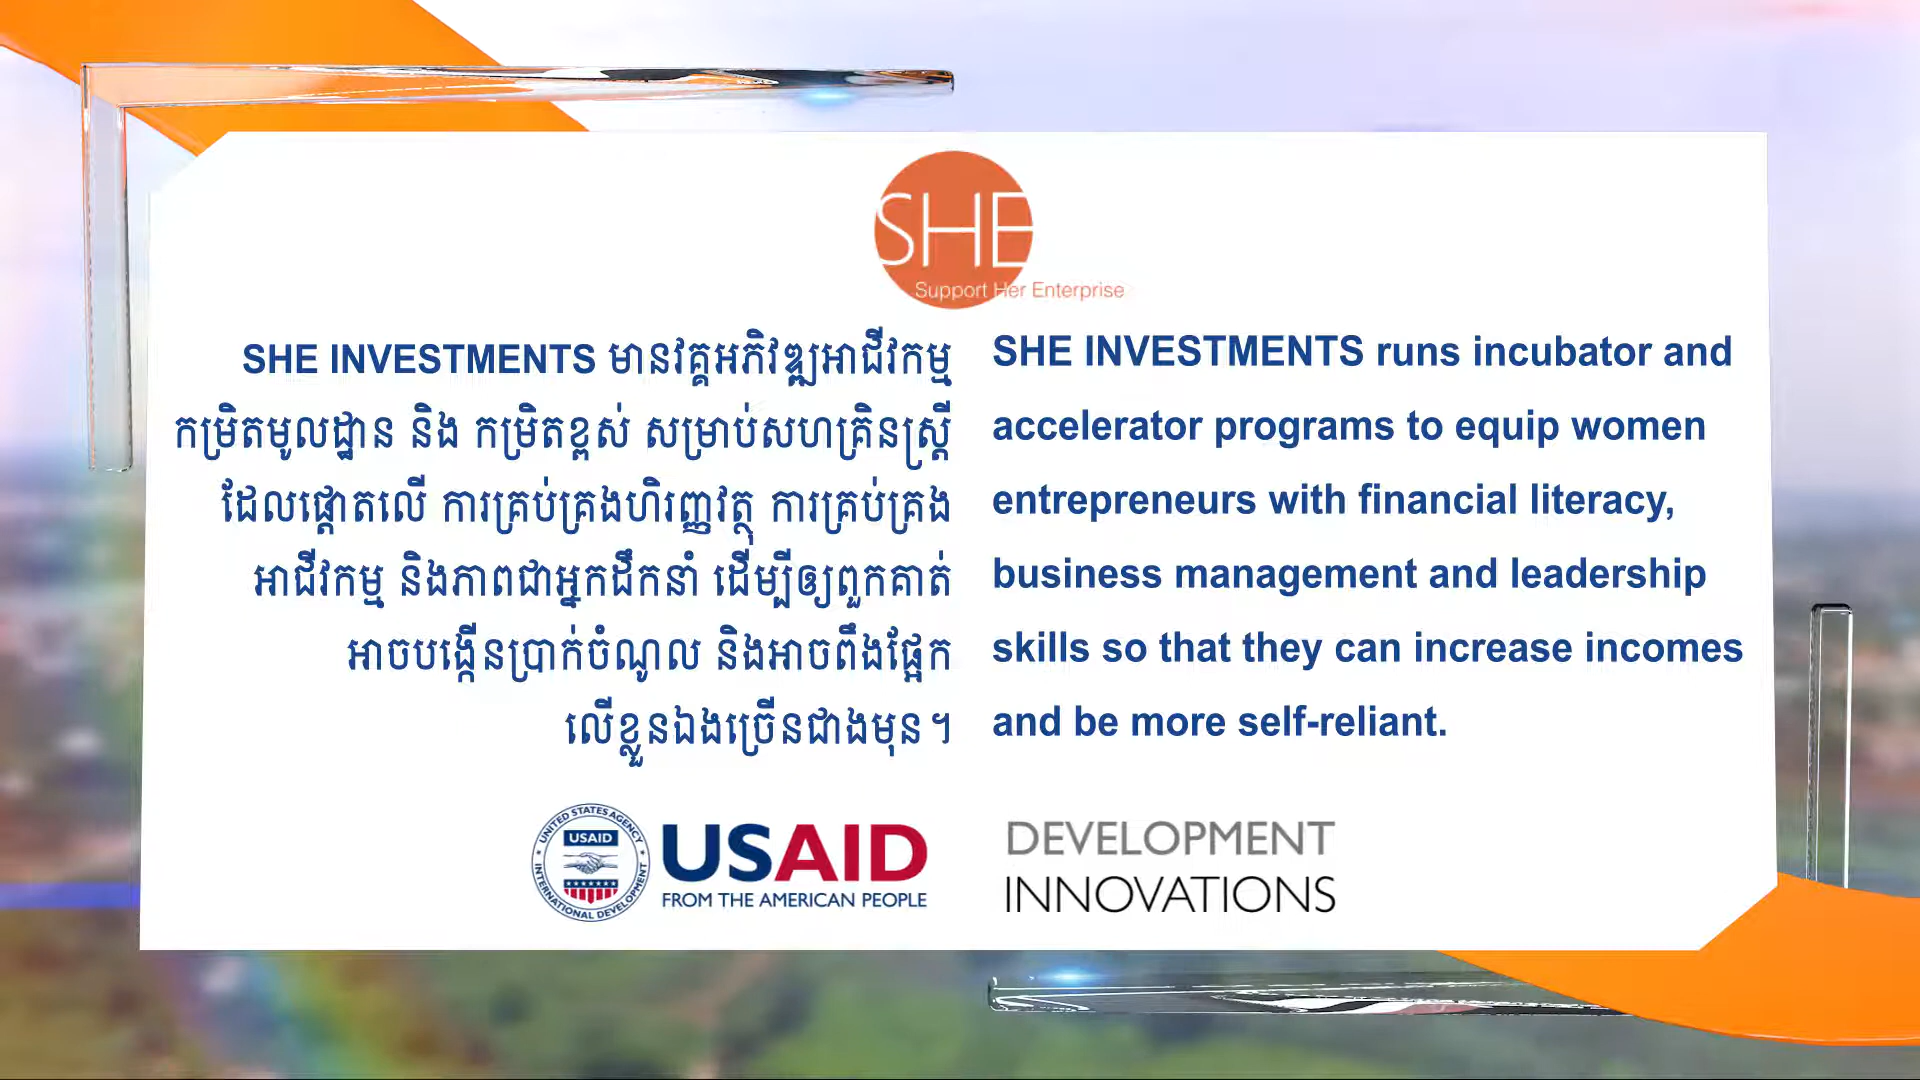 SHE
Support Her Enterprise
SHE INVESTMENTS មានវគ្គអភិវឌ្ឍអាជីវកម្ម
កម្រិតមូលដ្ឋាន និង កម្រិតខ្ពស់ សម្រាប់សហគ្រិនស្ត្រី
ដែលផ្តោតលើ ការគ្រប់គ្រងហិរញ្ញវត្ថុ ការគ្រប់គ្រង
អាជីវកម្ម និងភាពជាអ្នកដឹកនាំ ដើម្បីឲ្យពួកគាត់
អាចបង្កើនប្រាក់ចំណូល និងអាចពឹងផ្អែក
លើខ្លួនឯងច្រើនជាងមុន។
SHE INVESTMENTS runs incubator and
accelerator programs to equip women
entrepreneurs with financial literacy,
business management and leadership
skills so that they can increase incomes
and be more self-reliant.
UNITED STATES AGENCY
USAID
INTERNATIONAL DEVELOPMENT
USAID
FROM THE AMERICAN PEOPLE
DEVELOPMENT
INNOVATIONS